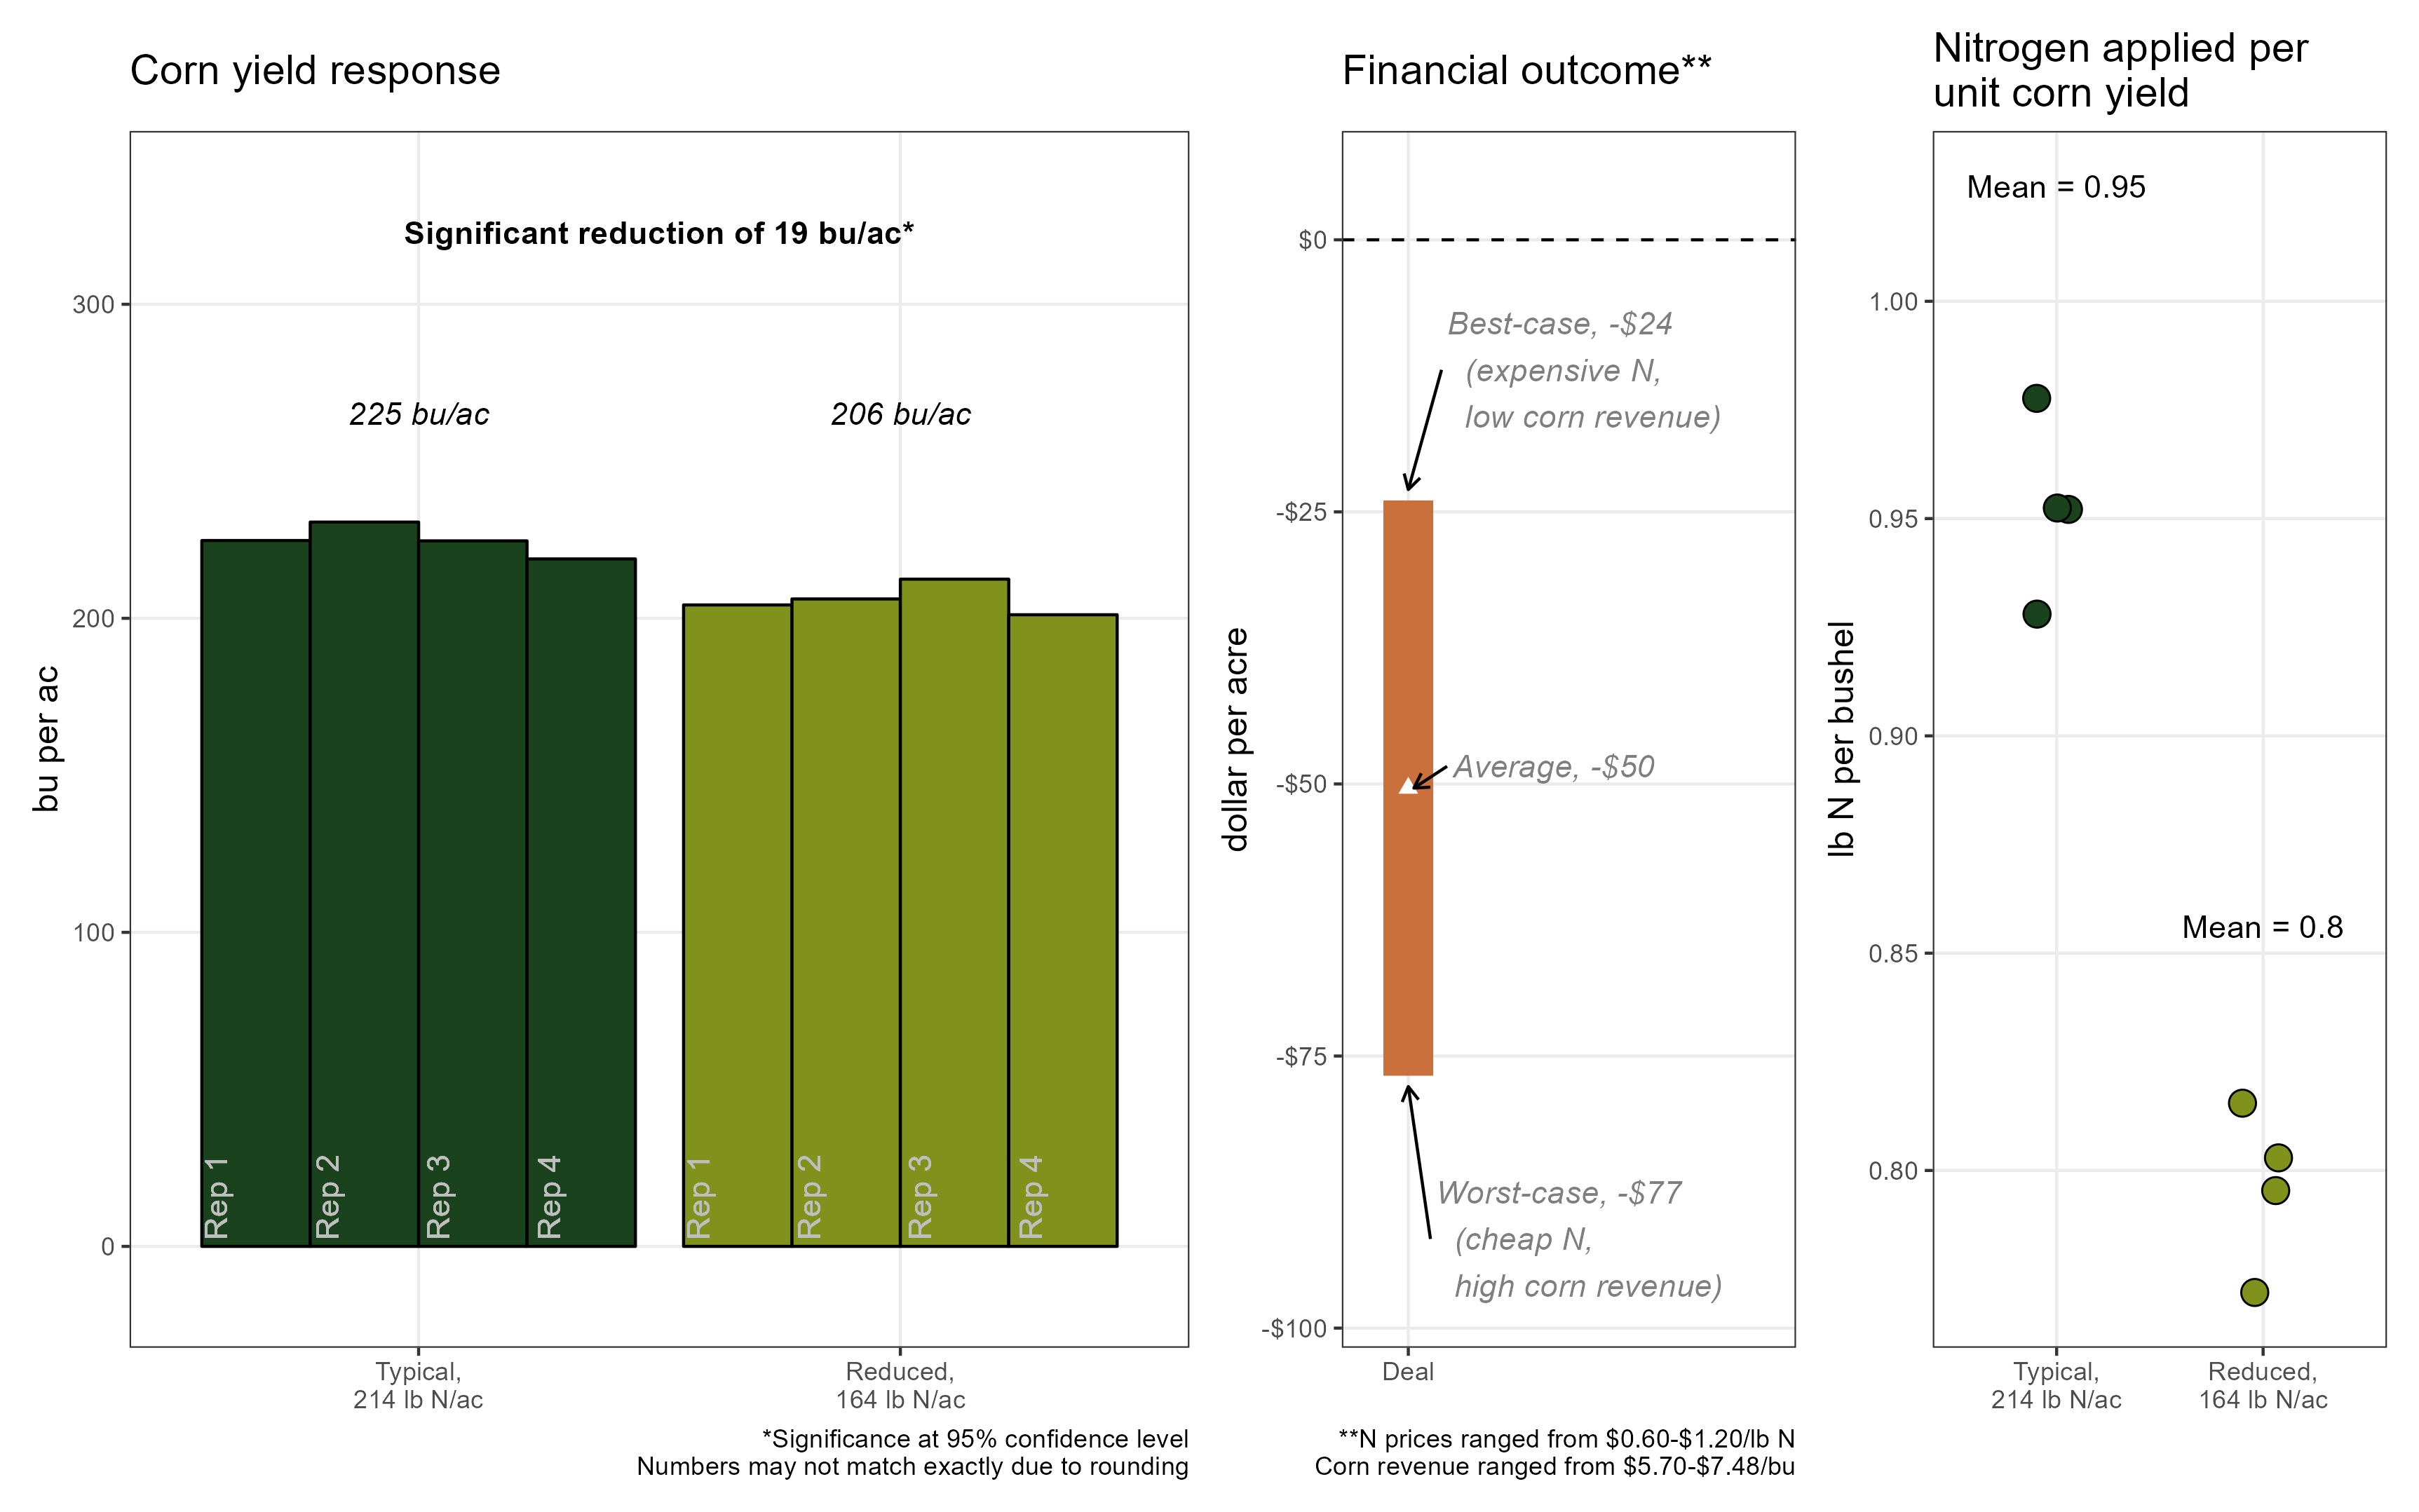 Corn yield response
Significant reduction of 19 bu/ac*
225 bu/ac
206 bu/ac
bu per ac
300
200
100
0
Rep 1
Rep 2
Rep 3
Rep 4
Rep 1
Rep 2
Rep 3
Rep 4
Typical,
214 lb N/ac
Reduced,
164 lb N/ac
*Significance at 95% confidence level
Numbers may not match exactly due to rounding
Financial outcome**
dollar per acre
$0
-$25
-$50
-$75
-$100
Best-case, -$24
(expensive N,
low corn revenue)
Average, -$50
Worst-case, -$77
(cheap N,
high corn revenue)
Deal
**N prices ranged from $0.60-$1.20/lb N
Corn revenue ranged from $5.70-$7.48/bu
Nitrogen applied per
unit corn yield
lb N per bushel
1.00
0.95
0.90
0.85
0.80
Mean = 0.95
Mean = 0.8
Typical,
214 lb N/ac
Reduced,
164 lb N/ac